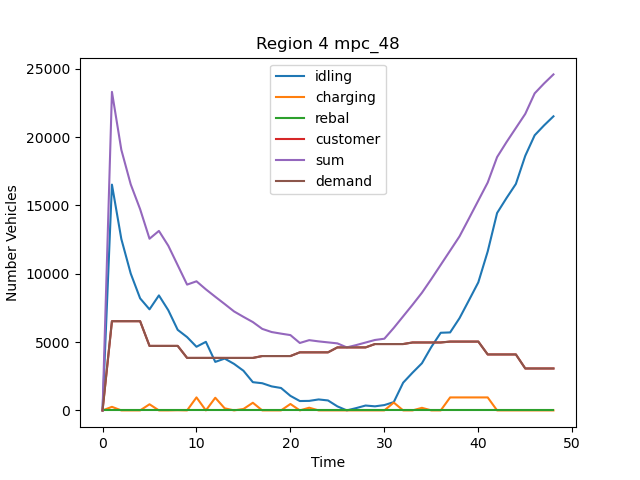 Region 4 mpc_48
Number Vehicles
25000
20000
15000
10000
5000
0
idling
charging
rebal
customer
sum
demand
0 10 20 30 40 50
Time